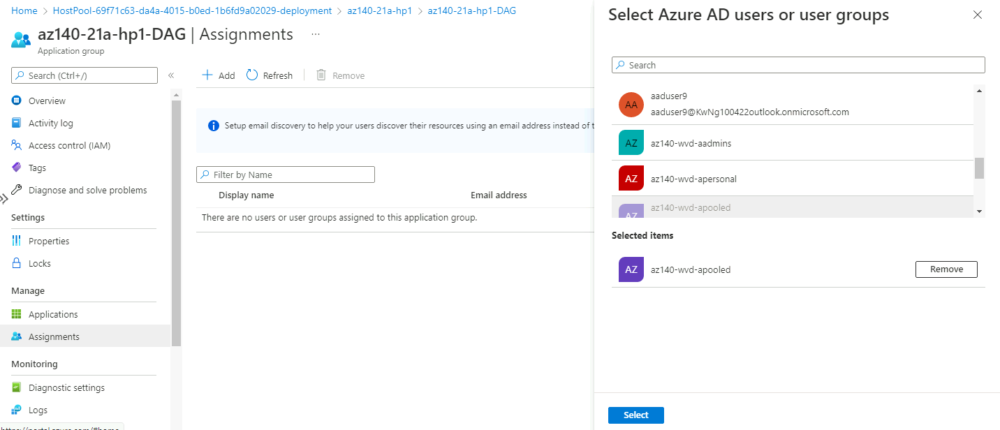 Home > HostPool-69f71c63-da4a-4015-b0ed-1b6fd9a02029-deployment > az140-21a-hp1 > az140-21a-hp1-DAG
az140-21a-hp1-DAG | Assignments ...
Application group
Search (Ctrl+/)
Overview
Activity log
Access control (IAM)
Tags
Diagnose and solve problems
Settings
Properties
Locks
Manage
Applications
Assignments
Monitoring
Diagnostic settings
Logs
https://portal.azure.com/#home
Add Refresh Remove
Setup email discovery to help your users discover their resources using an email address instead of t
Filter by Name
Display name Email address
There are no users or user groups assigned to this application group.
Select Azure AD users or user groups
Search
AA
aaduser9
aaduser9@KwNg100422outlook.onmicrosoft.com
AZ az140-wvd-aadmins
AZ az140-wvd-apersonal
AZ az140-wvd-apooled
Selected items
AZ az140-wvd-apooled Remove
Select